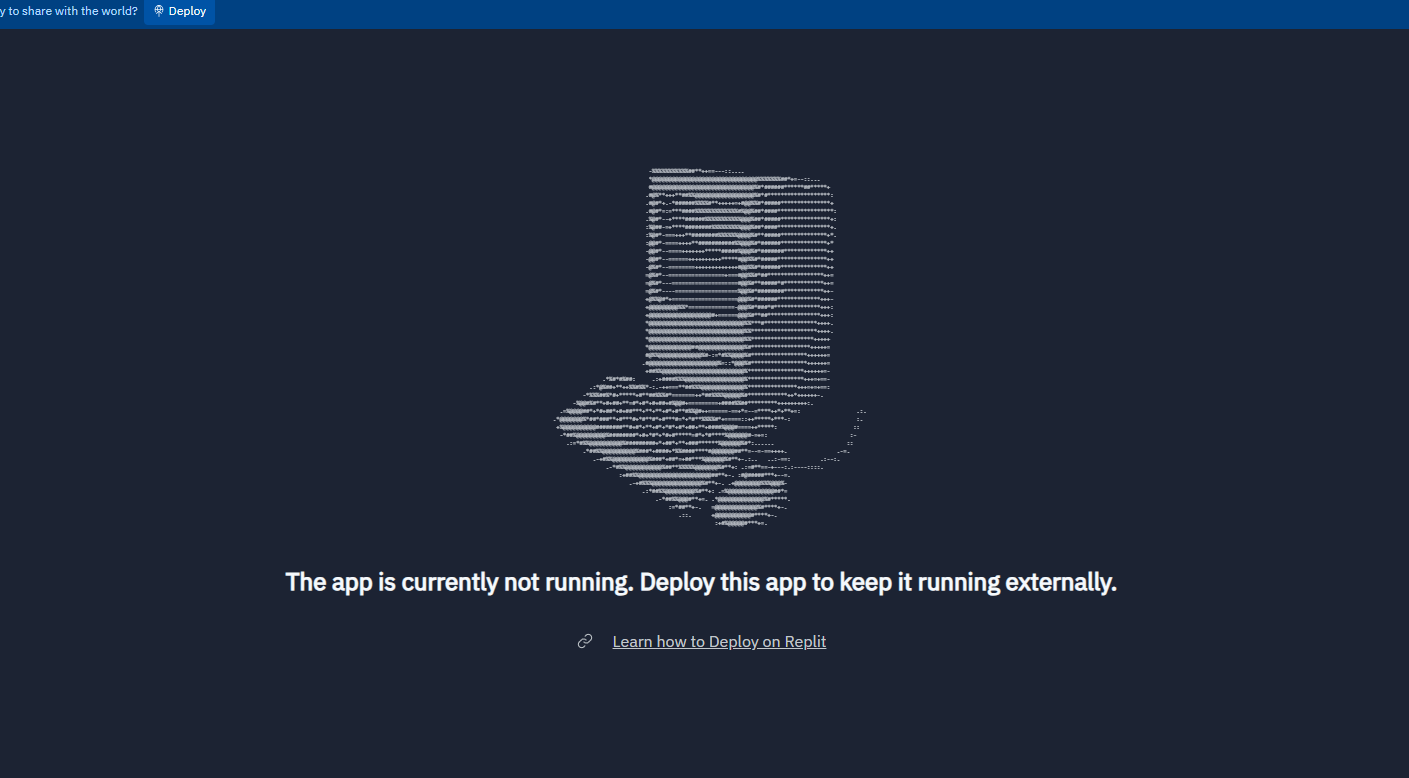 y to share with the world? Deploy
The app is currently not running. Deploy this app to keep it running externally.
Learn how to Deploy on Replit